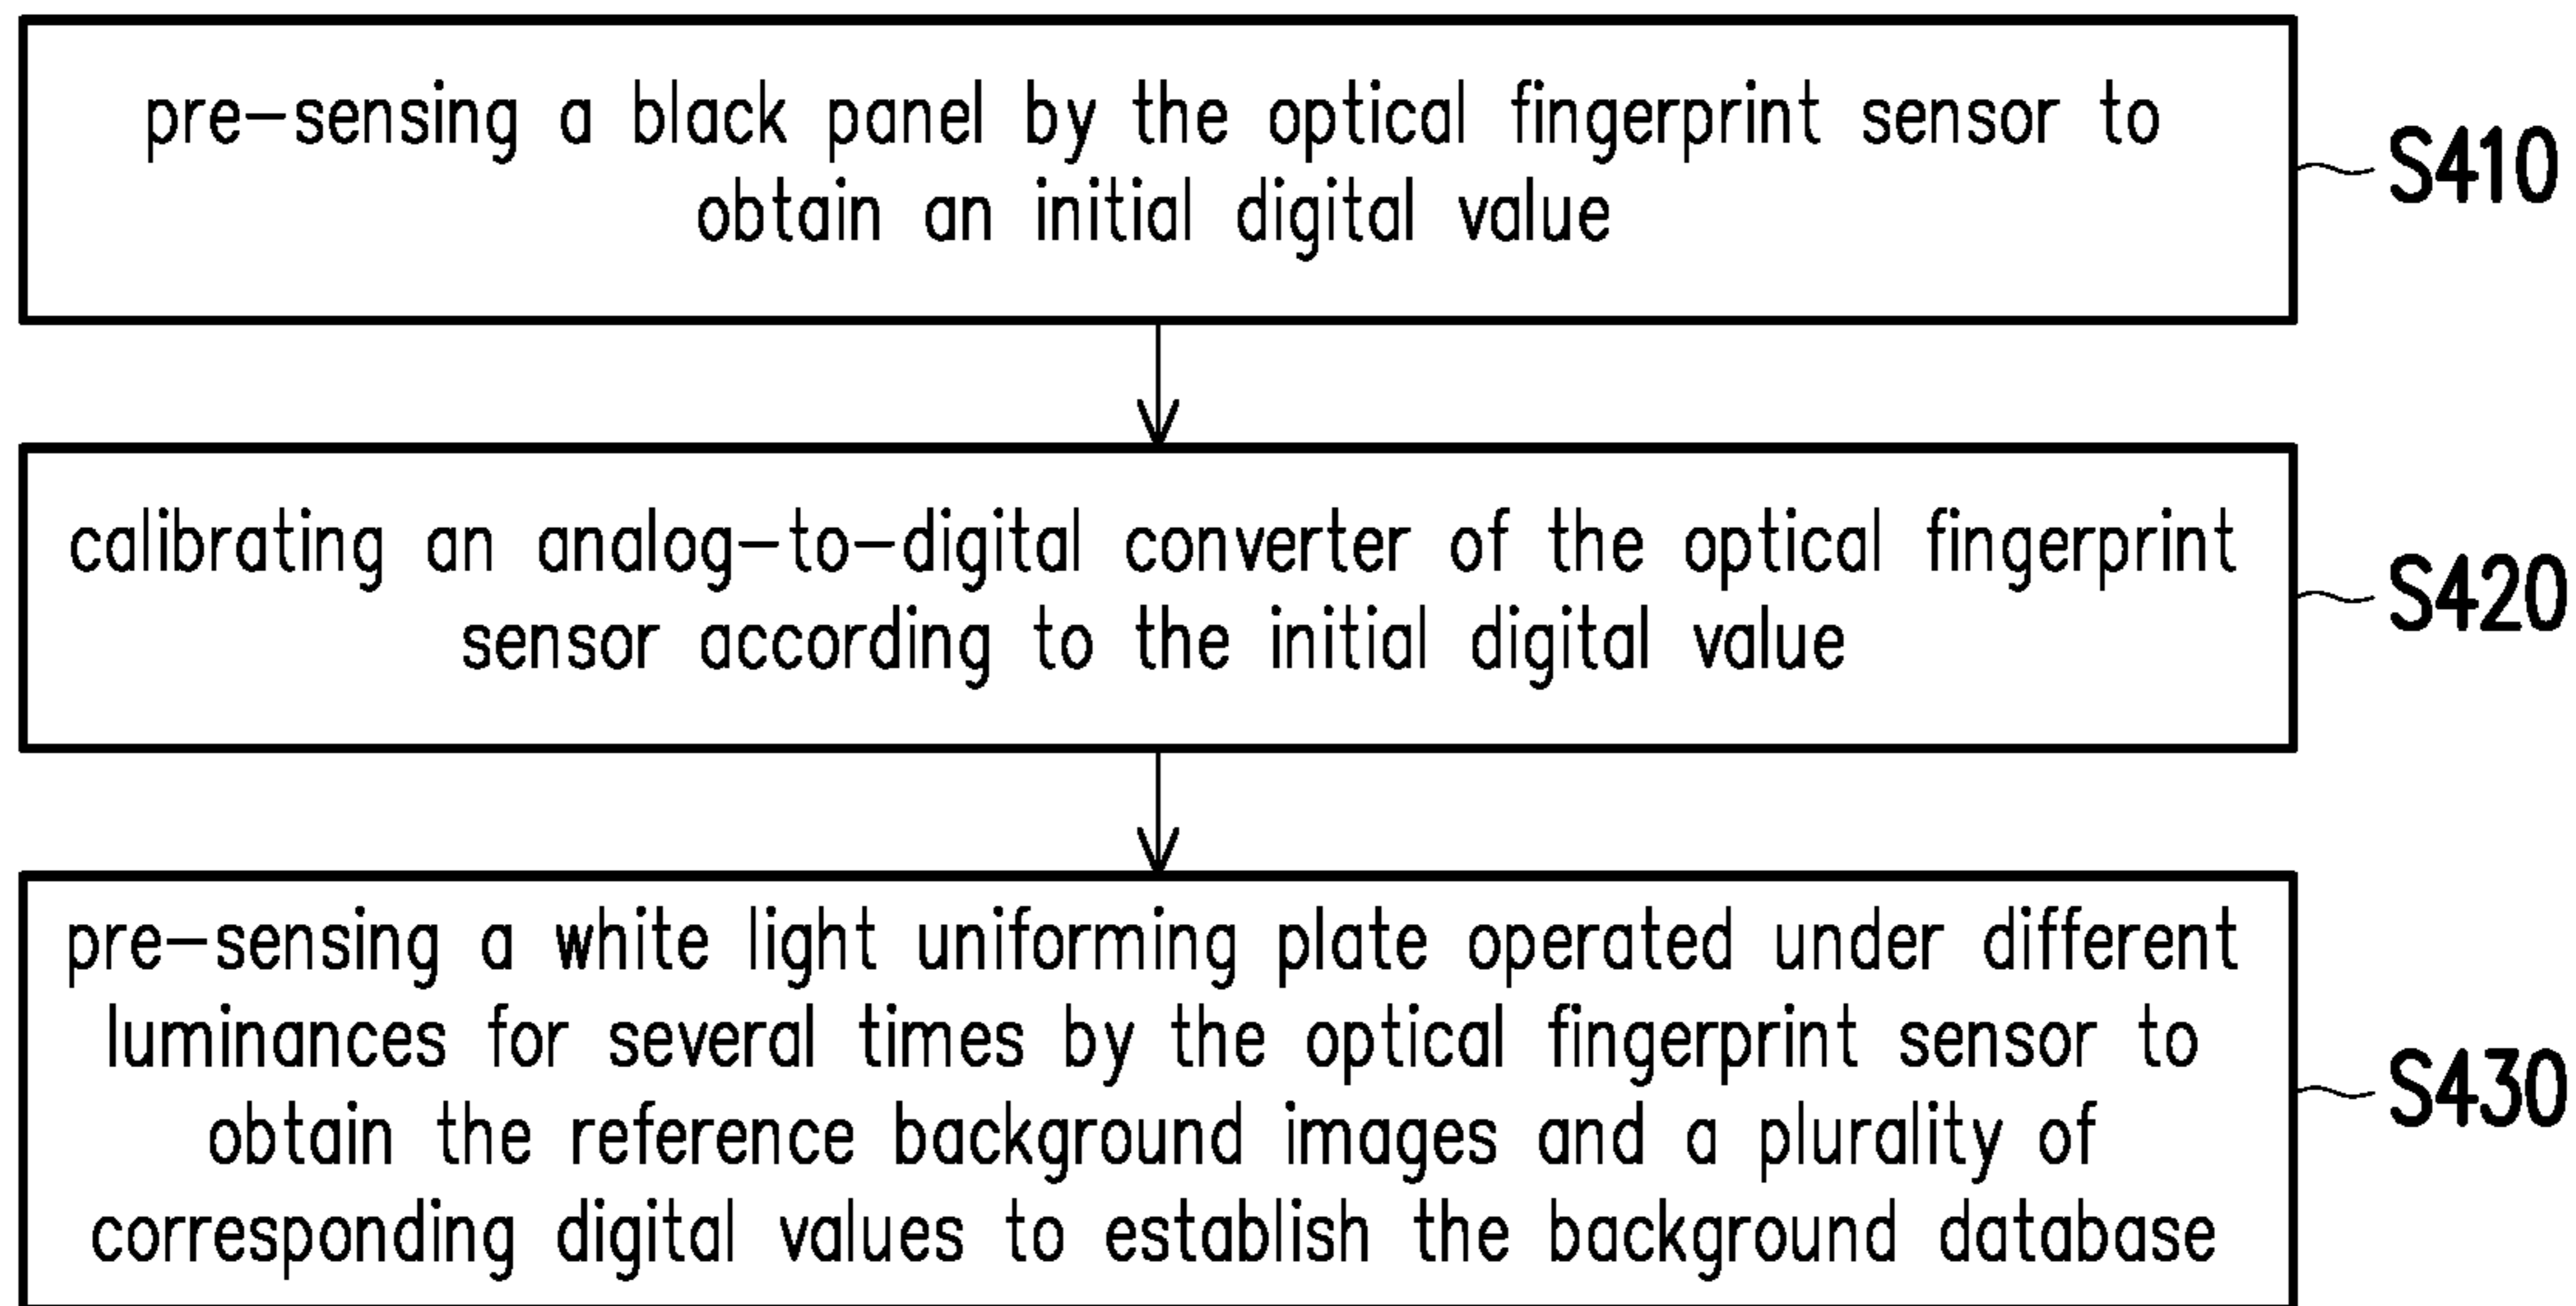 pre-sensing a black panel by the optical fingerprint sensor to
obtain an initial digital value
S410
calibrating an analog-to-digital converter of the optical fingerprint
sensor according to the initial digital value
S420
pre-sensing a white light uniforming plate operated under different
luminances for several times by the optical fingerprint sensor to
obtain the reference background images and a plurality of
corresponding digital values to establish the background database
S430